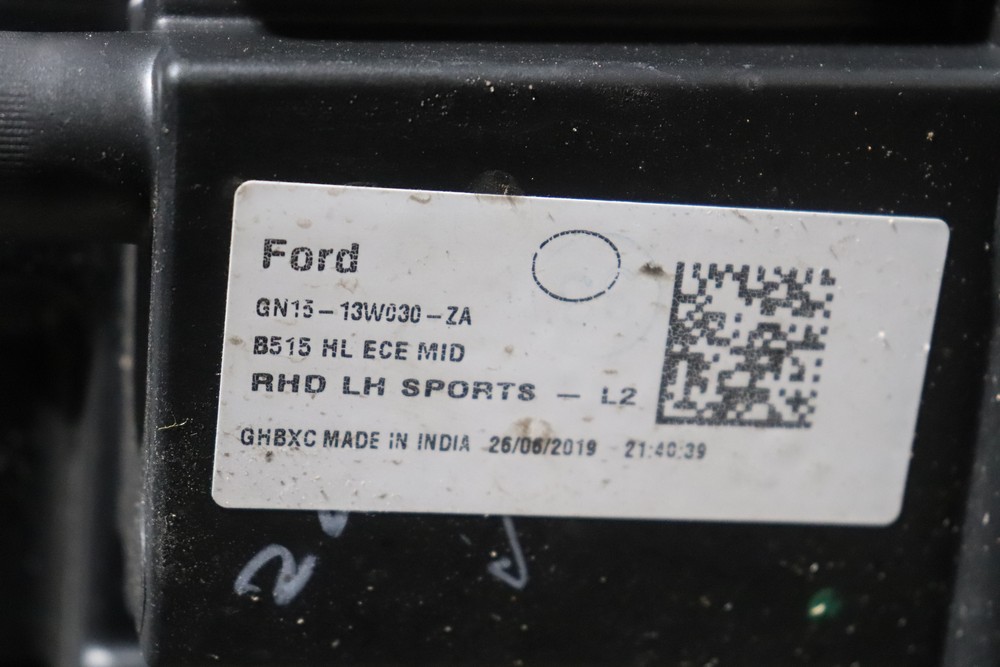 Ford
GN15-13W030-ZA
B515 HL ECE MID
RHD LH SPORTS - L2
GHBXC MADE IN INDIA 26/06/2019 21:40:39
2